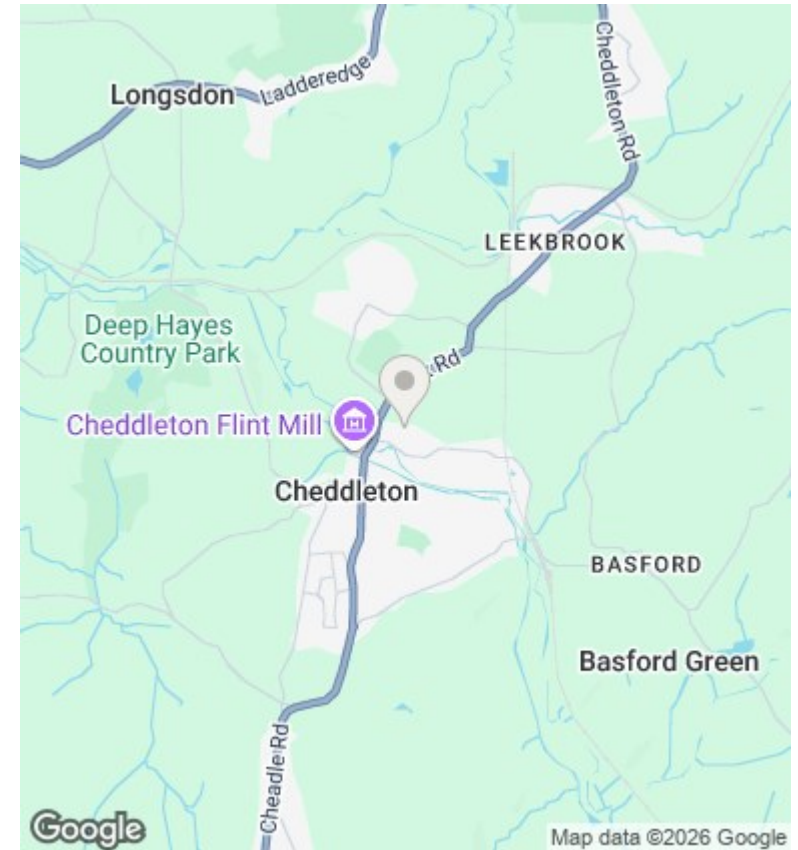 Cheddleton Rd
Longsdon
Ladderedge
LEEKBROOK
Deep Hayes
Country Park
Rd
Cheddleton Flint Mill
Cheddleton
BASFORD
Basford Green
Cheadle Rd
Google
Map data ©2026 Google